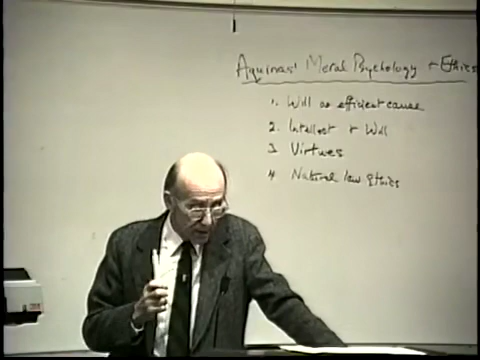 Aquinas' Moral Psychology + Ethics
1. Will as efficient cause
2. Intellect + Will
3 Virtues
4 Natural law Ethics